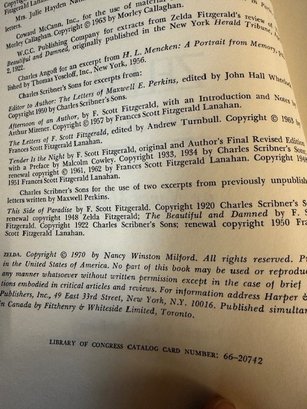 Mrs. Julie Hayden
Coward McCann, Inc., for the use of material
Morley Callaghan. Copyright © 1963 by Morley Callaghan.
W.C.C. Publishing Company for extracts from Zelda Fitzgerald's review of
Beautiful and Damned, originally published in the New York Herald Tribune,
2, 1922.
Charles Angoff for an excerpt from H. L. Mencken: A Portrait from Memory,
lished by Thomas Yoseloff, Inc., New York, 1956.
Charles Scribner's Sons for excerpts from:
Editor to Author: The Letters of Maxwell E. Perkins, edited by John Hall Wheelock
Copyright 1950 by Charles Scribner's Sons.
Afternoon of an Author, by F. Scott Fitzgerald, with an Introduction and Notes by
Arthur Mizener. Copyright © 1957 by Frances Scott Fitzgerald Lanahan.
The Letters of F. Scott Fitzgerald, edited by Andrew Turnbull. Copyright © 1963 by
Frances Scott Fitzgerald Lanahan.
Tender Is the Night by F. Scott Fitzgerald, original and Author's Final Revised Edition
with a Preface by Malcolm Cowley. Copyright 1933, 1934 by Charles Scribner's Sons
renewal copyright © 1961, 1962 by Frances Scott Fitzgerald Lanahan. Copyright 1948
1951 Frances Scott Fitzgerald Lanahan.
Charles Scribner's Sons for the use of two excerpts from previously unpublish
letters written by Maxwell Perkins.
This Side of Paradise by F. Scott Fitzgerald. Copyright 1920 Charles Scribner's Sons
renewal copyright 1948 Zelda Fitzgerald; The Beautiful and Damned by F. S
Fitzgerald. Copyright 1922 Charles Scribner's Sons; renewal copyright 1950 Fran
Scott Fitzgerald Lanahan.
ZELDA. Copyright © 1970 by Nancy Winston Milford. All rights reserved. Pr
in the United States of America. No part of this book may be used or reproduc
any manner whatsoever without written permission except in the case of brief
tions embodied in critical articles and reviews. For information address Harper &
Publishers, Inc., 49 East 33rd Street, New York, N.Y. 10016. Published simultan
in Canada by Fitzhenry & Whiteside Limited, Toronto.
LIBRARY OF CONGRESS CATALOG CARD NUMBER: 66-20742